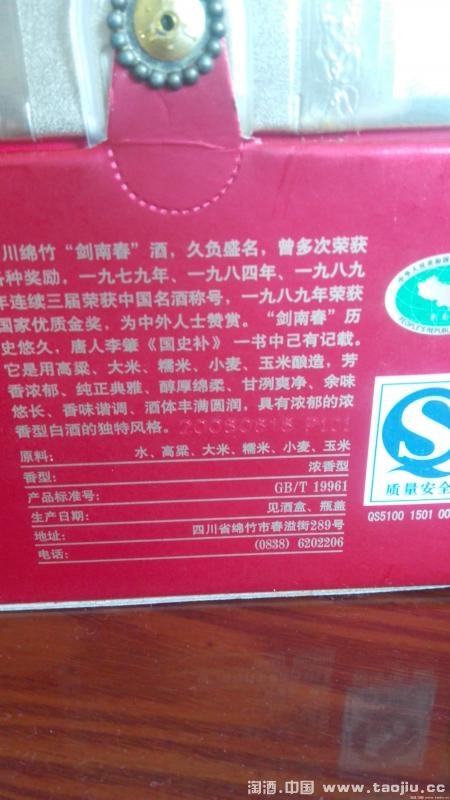 川绵竹“剑南春”酒，久负盛名，曾多次荣获
各种奖励，一九七九年、一九八四年、一九八九
年连续三届荣获中国名酒称号，一九八九年荣获
国家优质金奖，为中外人士赞赏。“剑南春”历
史悠久，唐人李肇《国史补》一书中已有记载。
它是用高粱、大米、糯米、小麦、玉米酿造，芳
香浓郁、纯正典雅、醇厚绵柔、甘洌爽净、余味
悠长、香味谐调、酒体丰满圆润，具有浓郁的浓
香型白酒的独特风格。
原料： 水、高粱、大米、糯米、小麦、玉米
香型： 浓香型
产品标准号： GB/T 19961
生产日期： 见酒盒、瓶盖
地址： 四川省绵竹市春溢街289号
电话： (0838) 6202206
中华人民共和国
PEOPLE'S REPUBLI
质量安全
QS5100 1501 00
淘酒.中国 www.taojiu.cc